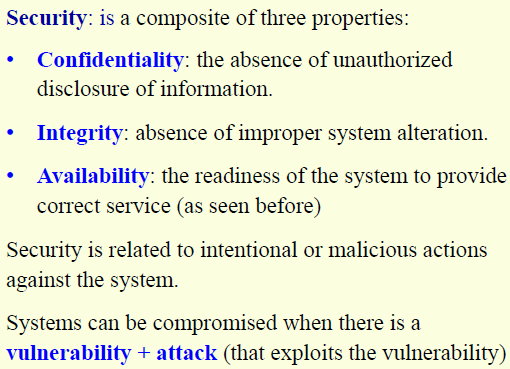 Security: is a composite of three properties:
• Confidentiality: the absence of unauthorized
disclosure of information.
• Integrity: absence of improper system alteration.
• Availability: the readiness of the system to provide
correct service (as seen before)
Security is related to intentional or malicious actions
against the system.
Systems can be compromised when there is a
vulnerability + attack (that exploits the vulnerability)